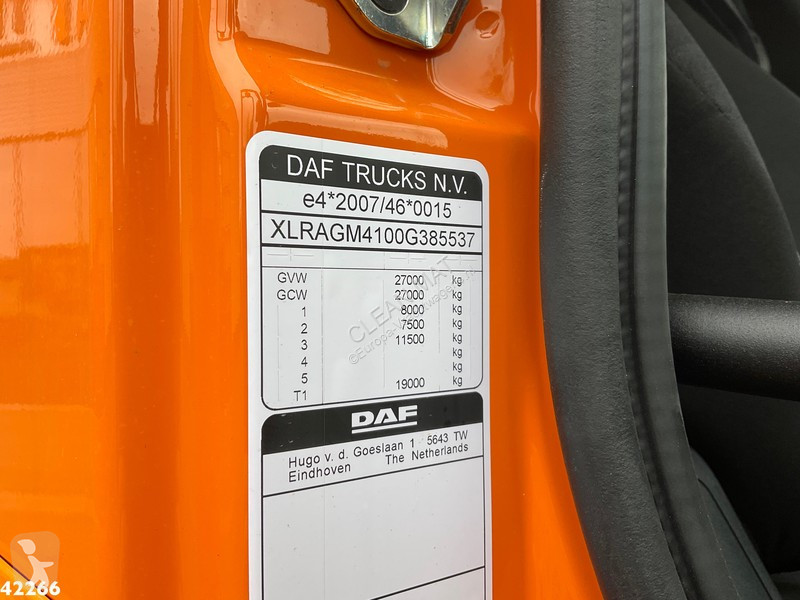 DAF TRUCKS N.V.
e4*2007/46*0015
XLRAGM4100G385537
GVW 27000 kg
GCW 27000 kg
1 8000 kg
2 7500 kg
3 11500 kg
4 kg
5 kg
T1 19000 kg
DAF
Hugo v. d. Goeslaan 1 5643 TW
Eindhoven The Netherlands
42266